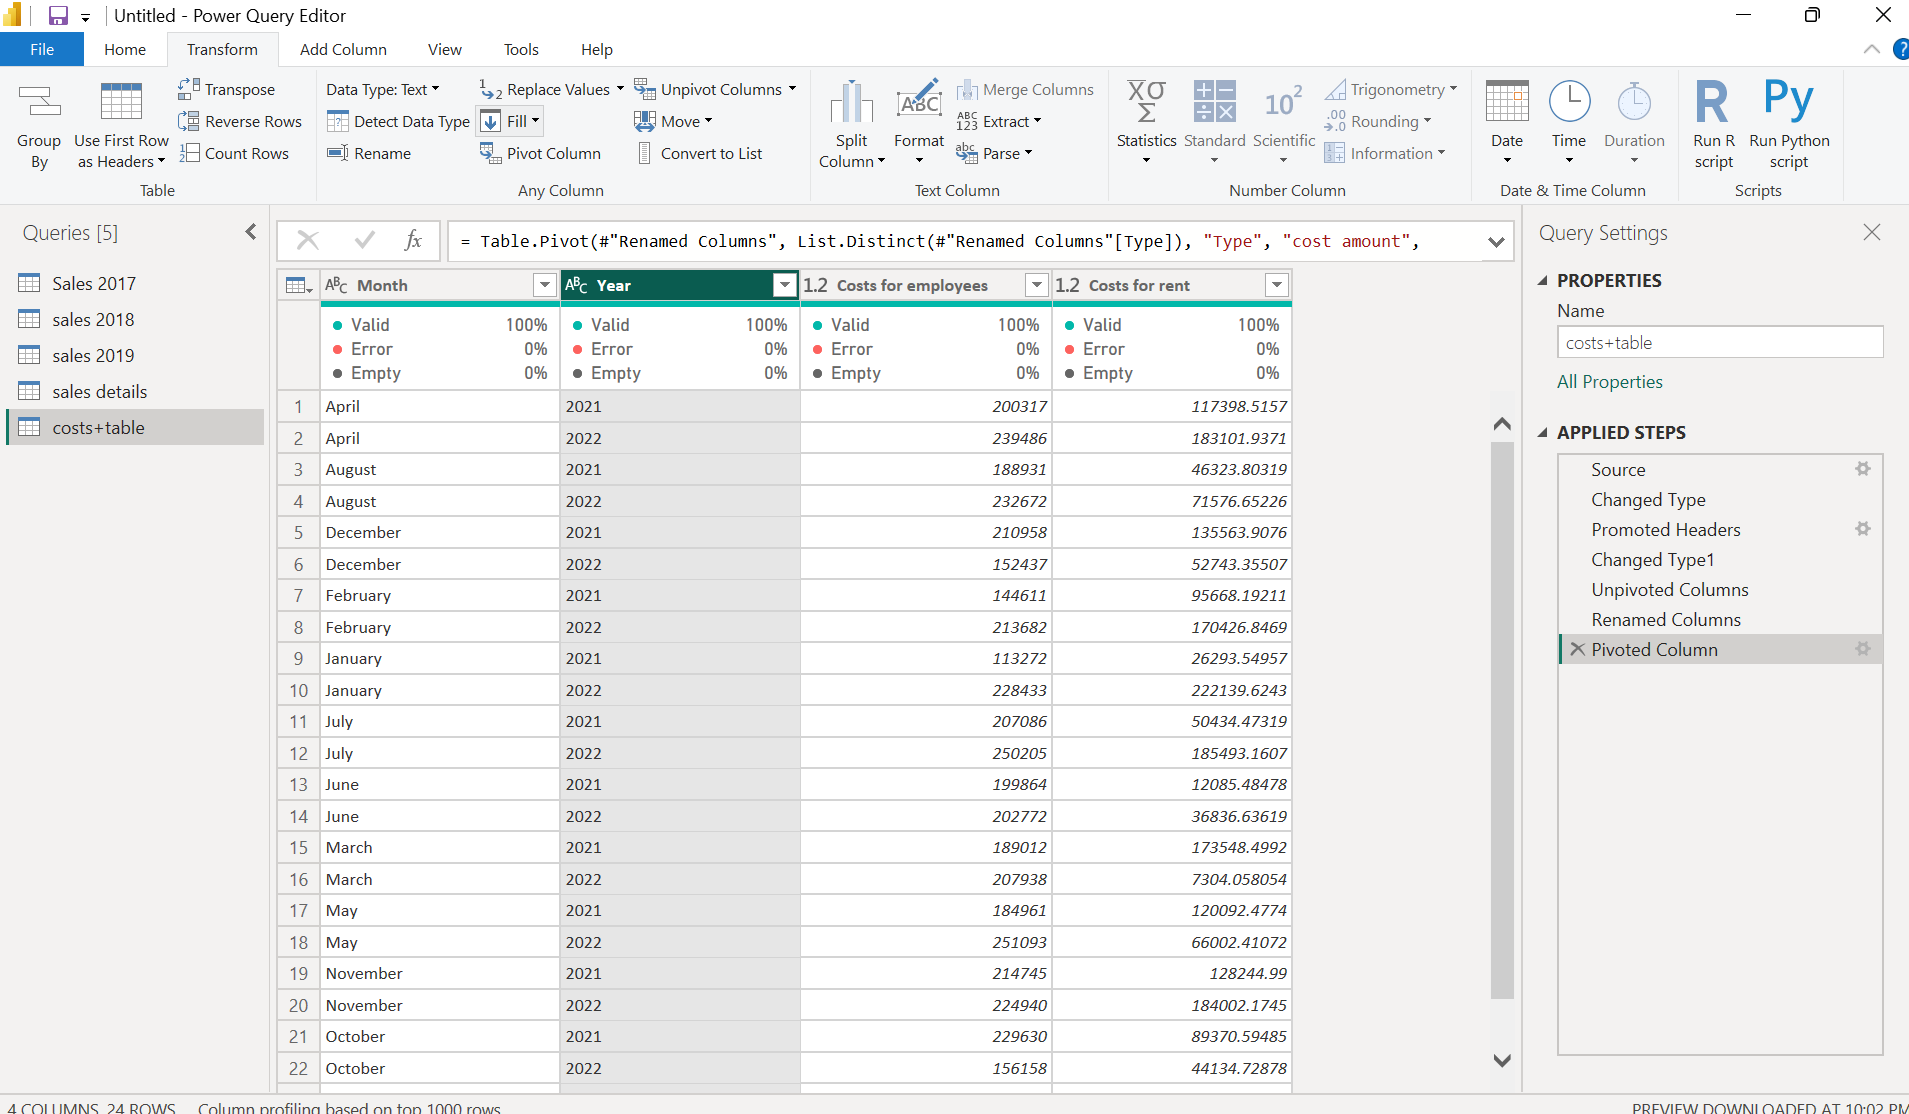 Untitled - Power Query Editor
File Home Transform Add Column View Tools Help
Group By
Use First Row as Headers
Transpose
Reverse Rows
Count Rows
Table
Data Type: Text
Detect Data Type
Rename
Replace Values
Fill
Pivot Column
Unpivot Columns
Move
Convert to List
Any Column
Split Column
Format
Merge Columns
Extract
Parse
Text Column
Statistics
Standard
Scientific
Trigonometry
Rounding
Information
Number Column
Date
Time
Duration
Date & Time Column
Run R script
Run Python script
Scripts
Queries [5]
Sales 2017
sales 2018
sales 2019
sales details
costs+table
fx
= Table.Pivot(#"Renamed Columns", List.Distinct(#"Renamed Columns"[Type]), "Type", "cost amount",
ABC Month ABC Year 1.2 Costs for employees 1.2 Costs for rent
Valid 100% Valid 100% Valid 100% Valid 100%
Error 0% Error 0% Error 0% Error 0%
Empty 0% Empty 0% Empty 0% Empty 0%
1 April 2021 200317 117398.5157
2 April 2022 239486 183101.9371
3 August 2021 188931 46323.80319
4 August 2022 232672 71576.65226
5 December 2021 210958 135563.9076
6 December 2022 152437 52743.35507
7 February 2021 144611 95668.19211
8 February 2022 213682 170426.8469
9 January 2021 113272 26293.54957
10 January 2022 228433 222139.6243
11 July 2021 207086 50434.47319
12 July 2022 250205 185493.1607
13 June 2021 199864 12085.48478
14 June 2022 202772 36836.63619
15 March 2021 189012 173548.4992
16 March 2022 207938 7304.058054
17 May 2021 184961 120092.4774
18 May 2022 251093 66002.41072
19 November 2021 214745 128244.99
20 November 2022 224940 184002.1745
21 October 2021 229630 89370.59485
22 October 2022 156158 44134.72878
Query Settings
PROPERTIES
Name
costs+table
All Properties
APPLIED STEPS
Source
Changed Type
Promoted Headers
Changed Type1
Unpivoted Columns
Renamed Columns
Pivoted Column
4 COLUMNS, 24 ROWS Column profiling based on top 1000 rows
PREVIEW DOWNLOADED AT 10:02 PM